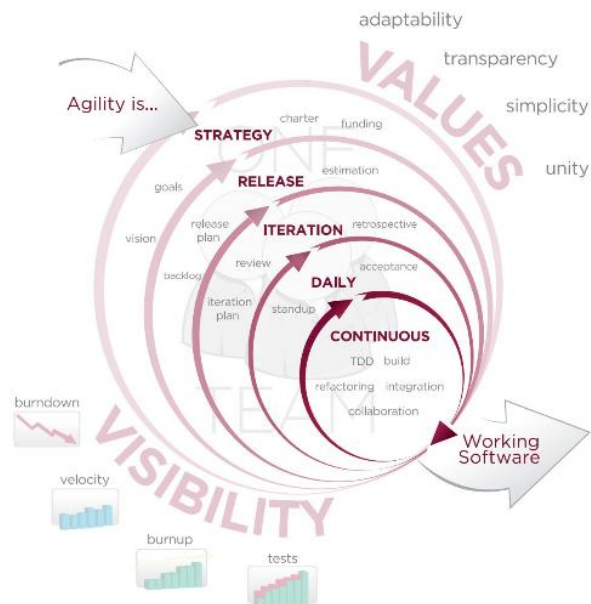 adaptability
VALUES
transparency
Agility is...
simplicity
STRATEGY
charter
funding
ONE
unity
goals
RELEASE
estimation
vision
release
plan
ITERATION
retrospective
backlog
review
acceptance
iteration
plan
DAILY
standup
CONTINUOUS
TDD
build
refactoring
integration
collaboration
TEAM
burndown
VISIBILITY
Working
Software
velocity
burnup
tests